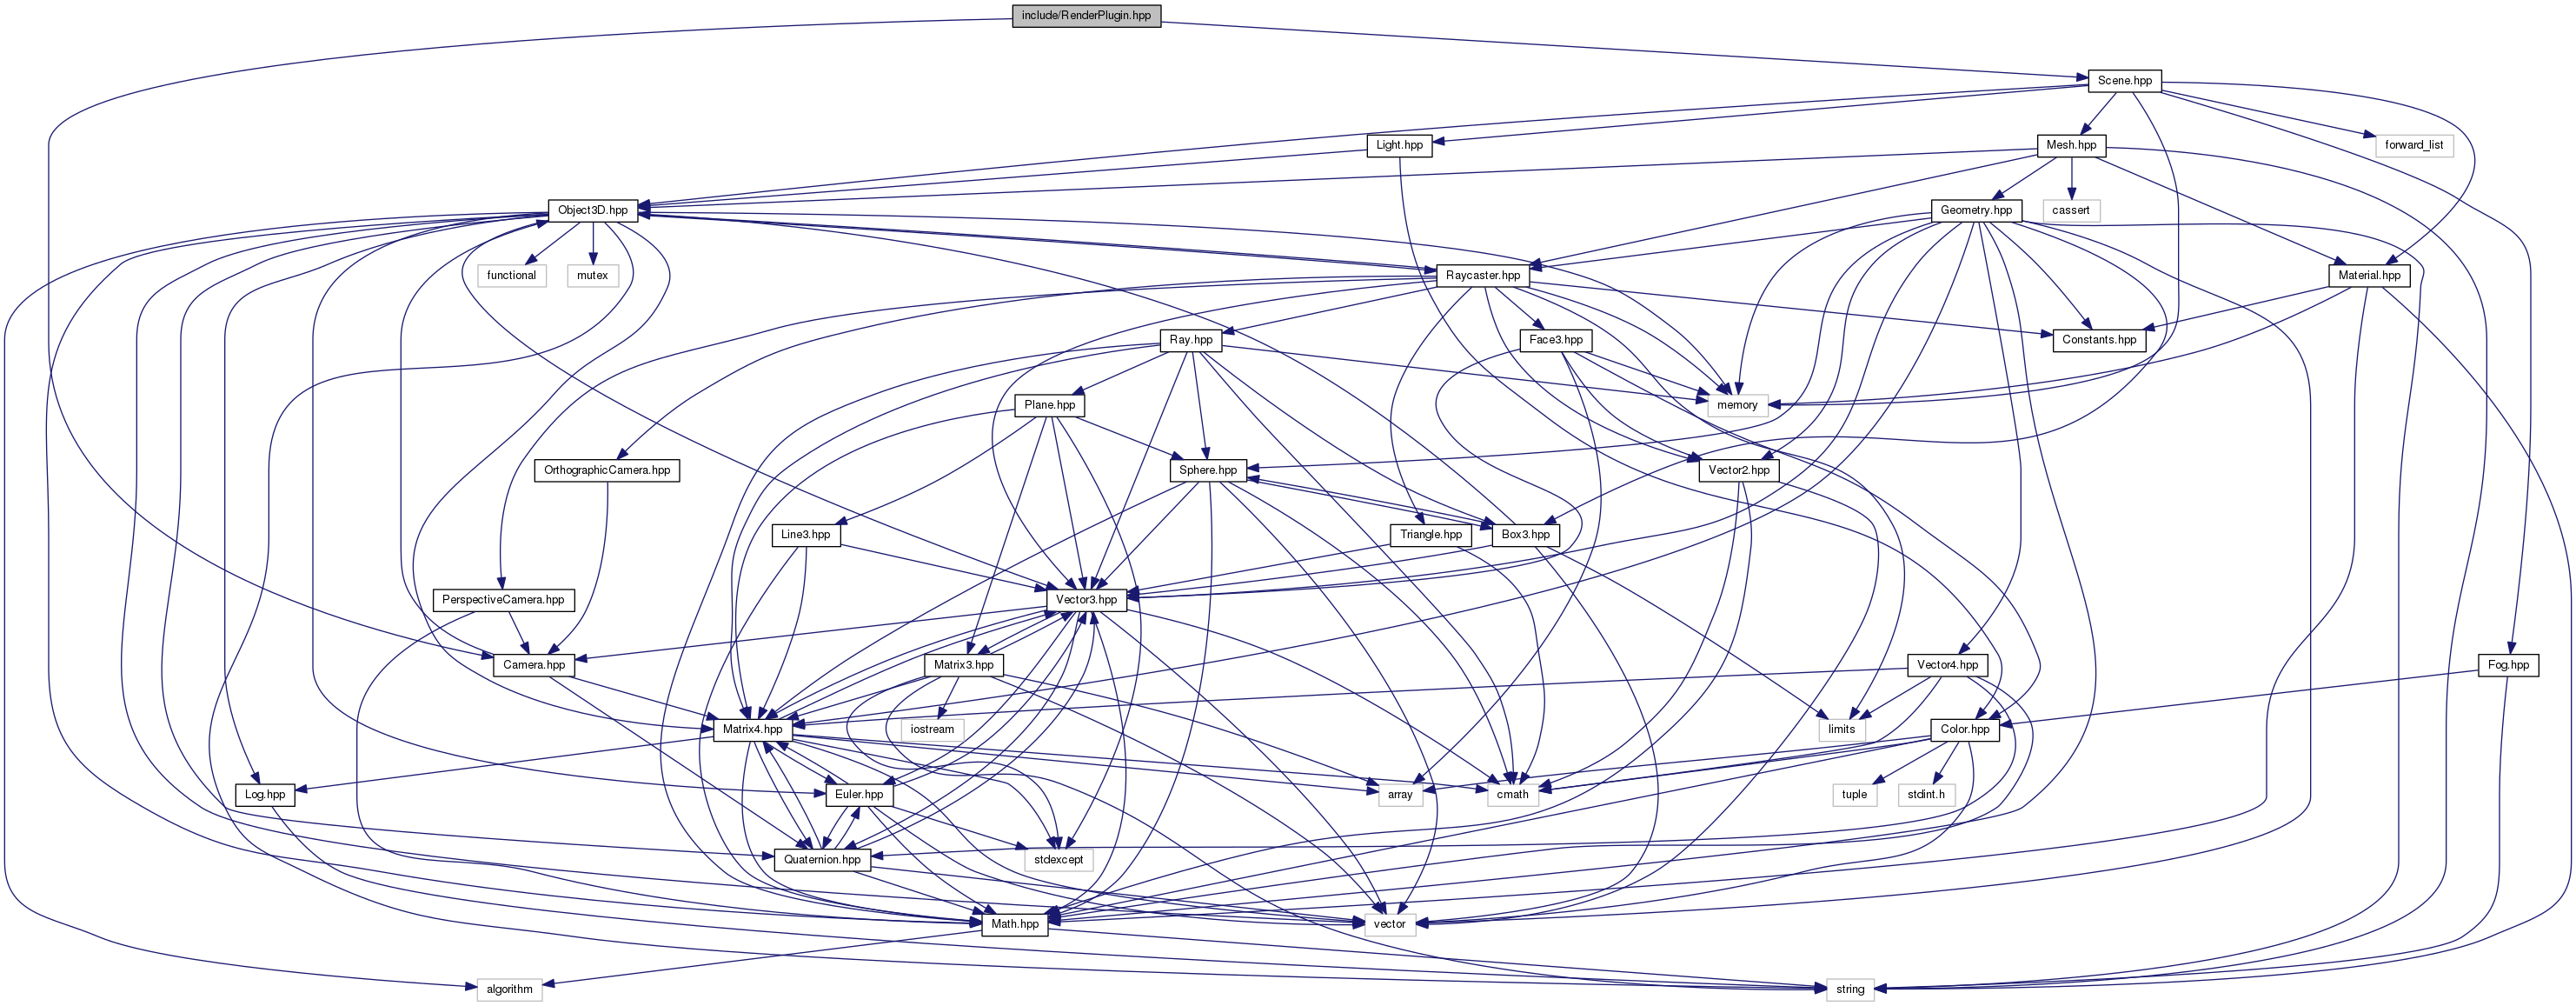 include/RenderPlugin.hpp
Scene.hpp
Light.hpp
Mesh.hpp
forward_list
Object3D.hpp
Geometry.hpp
cassert
functional
mutex
Raycaster.hpp
Material.hpp
Ray.hpp
Face3.hpp
Constants.hpp
Plane.hpp
memory
OrthographicCamera.hpp
Sphere.hpp
Vector2.hpp
Line3.hpp
Triangle.hpp
Box3.hpp
PerspectiveCamera.hpp
Vector3.hpp
Camera.hpp
Matrix3.hpp
Vector4.hpp
Fog.hpp
Matrix4.hpp
iostream
limits
Color.hpp
Log.hpp
Euler.hpp
array
cmath
tuple
stdint.h
Quaternion.hpp
stdexcept
Math.hpp
vector
algorithm
string